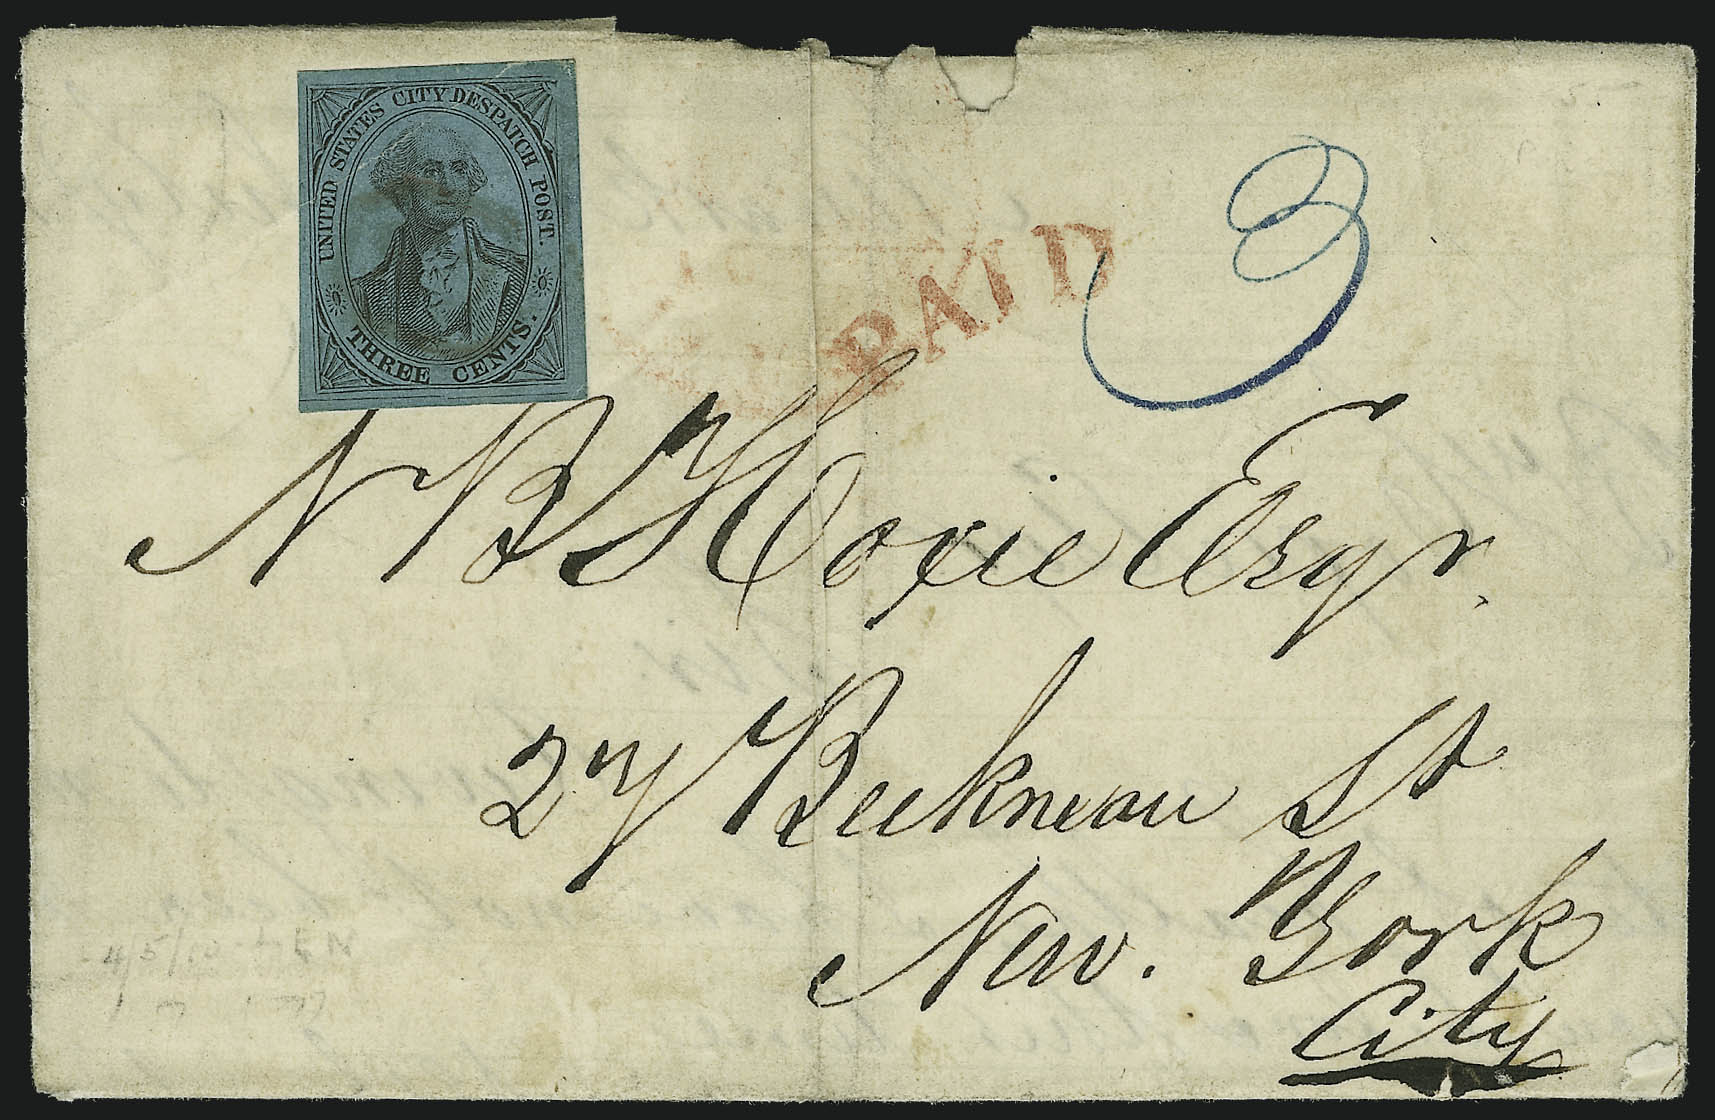 UNITED STATES CITY DESPATCH POST.
THREE CENTS.
PAID
3
N B Hoxie Esqr.
27 Beekman St
New. York
City